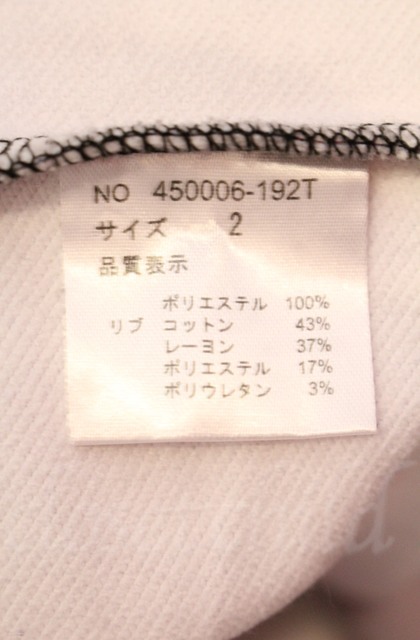 NO 450006-192T
サイズ 2
品質表示
ポリエステル 100%
リブ コットン 43%
レーヨン 37%
ポリエステル 17%
ポリウレタン 3%